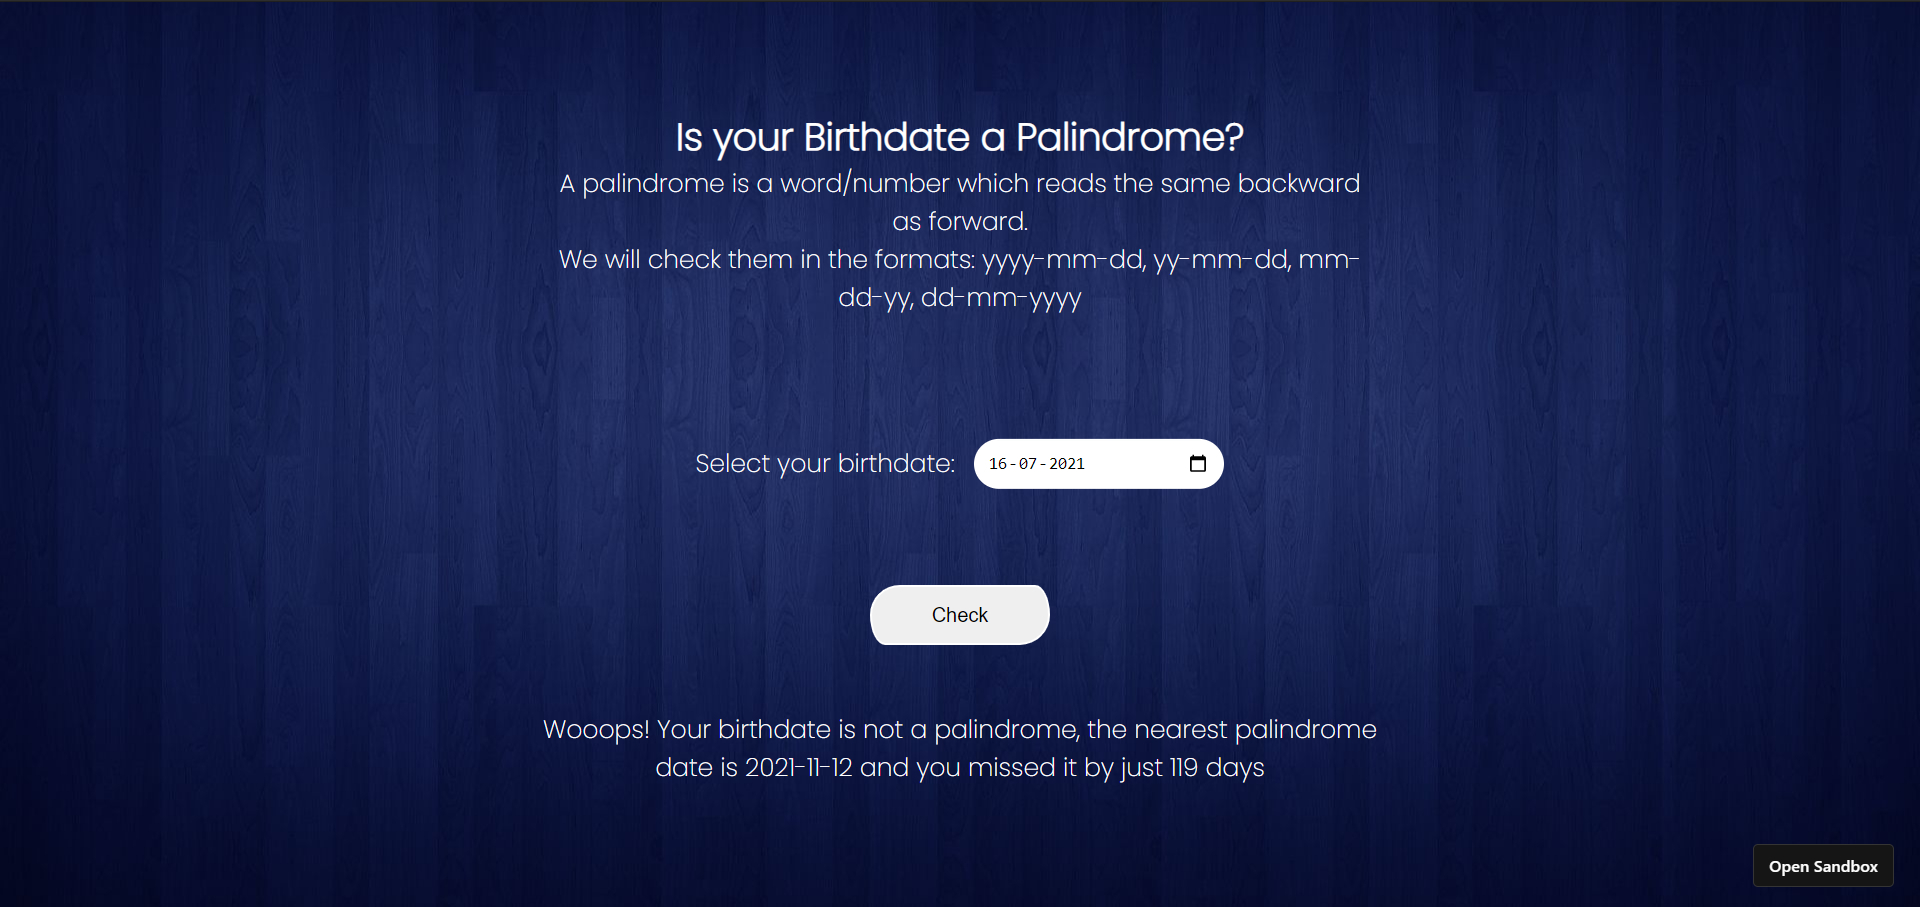 Is your Birthdate a Palindrome?
A palindrome is a word/number which reads the same backward
as forward.
We will check them in the formats: yyyy-mm-dd, yy-mm-dd, mm-
dd-yy, dd-mm-yyyy
Select your birthdate: 16-07-2021
Check
Wooops! Your birthdate is not a palindrome, the nearest palindrome
date is 2021-11-12 and you missed it by just 119 days
Open Sandbox